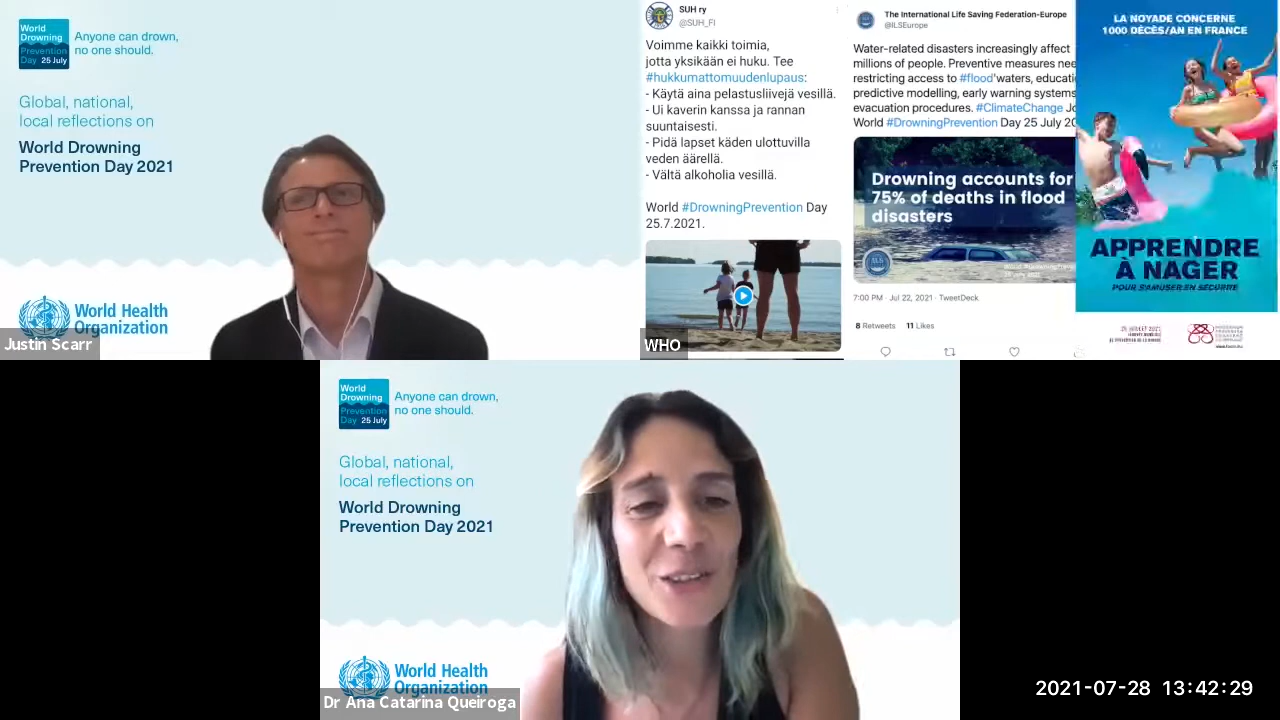 World
Drowning
Prevention
Day 25 July
Anyone can drown,
no one should.
Global, national,
local reflections on
World Drowning
Prevention Day 2021
World Health
Organization
Justin Scarr
SUH ry
@SUH_FI
Voimme kaikki toimia,
jotta yksikään ei huku. Tee
#hukkumattomuudenlupaus:
- Käytä aina pelastusliivejä vesillä.
- Ui kaverin kanssa ja rannan
suuntaisesti.
- Pidä lapset käden ulottuvilla
veden äärellä.
- Vältä alkoholia vesillä.
World #DrowningPrevention Day
25.7.2021.
WHO
The International Life Saving Federation-Europe
@ILSEurope
Water-related disasters increasingly affect
millions of people. Preventive measures nee
restricting access to #flood'waters, educati
predictive modelling, early warning systems
evacuation procedures. #ClimateChange Jo
World #DrowningPrevention Day 25 July 20
Drowning accounts for
75% of deaths in flood
disasters
7:00 PM · Jul 22, 2021 · TweetDeck
8 Retweets 11 Likes
LA NOYADE CONCERNE
1000 DÉCÈS/AN EN FRANCE
APPRENDRE
À NAGER
POUR S'AMUSER EN SÉCURITÉ
World
Drowning
Prevention
Day 25 July
Anyone can drown,
no one should.
Global, national,
local reflections on
World Drowning
Prevention Day 2021
World Health
Organization
Dr Ana Catarina Queiroga
2021-07-28 13:42:29